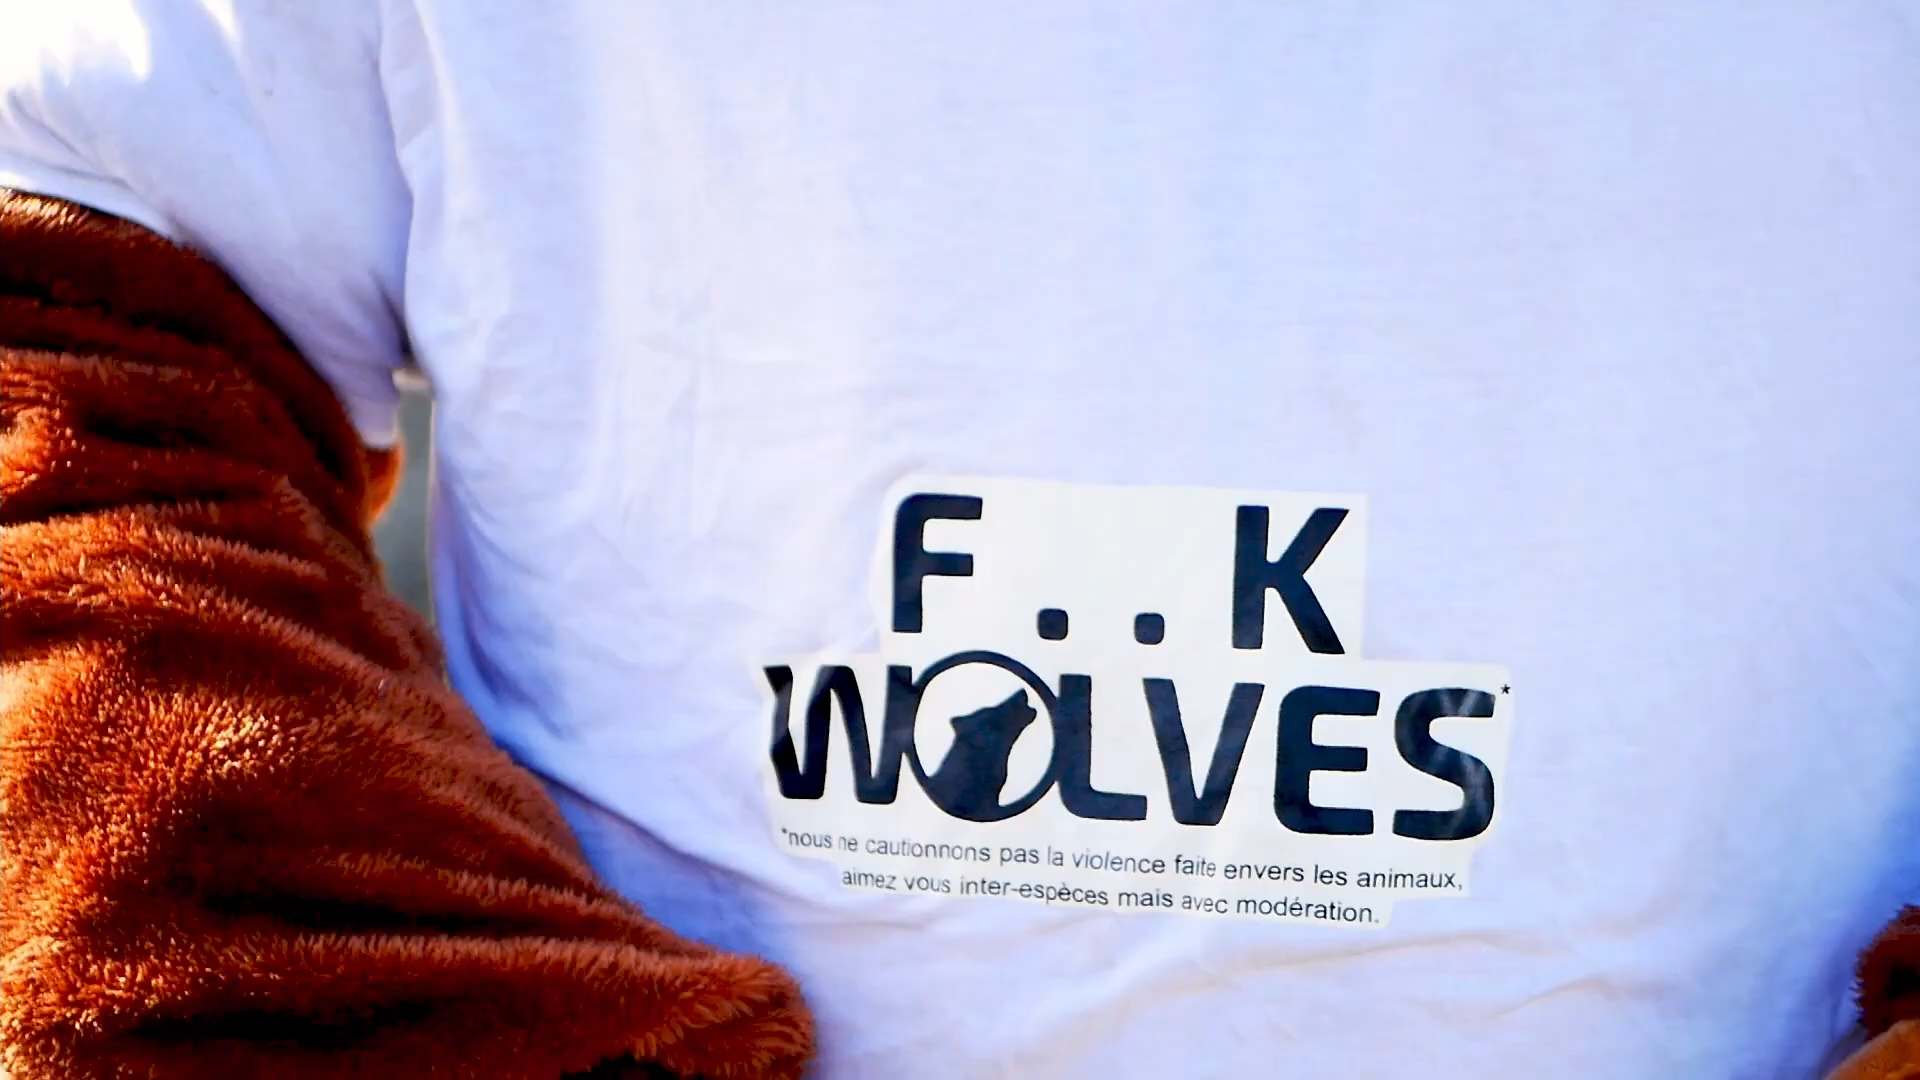 F..K
WOLVES*
*nous ne cautionnons pas la violence faite envers les animaux,
aimez vous inter-espèces mais avec modération.